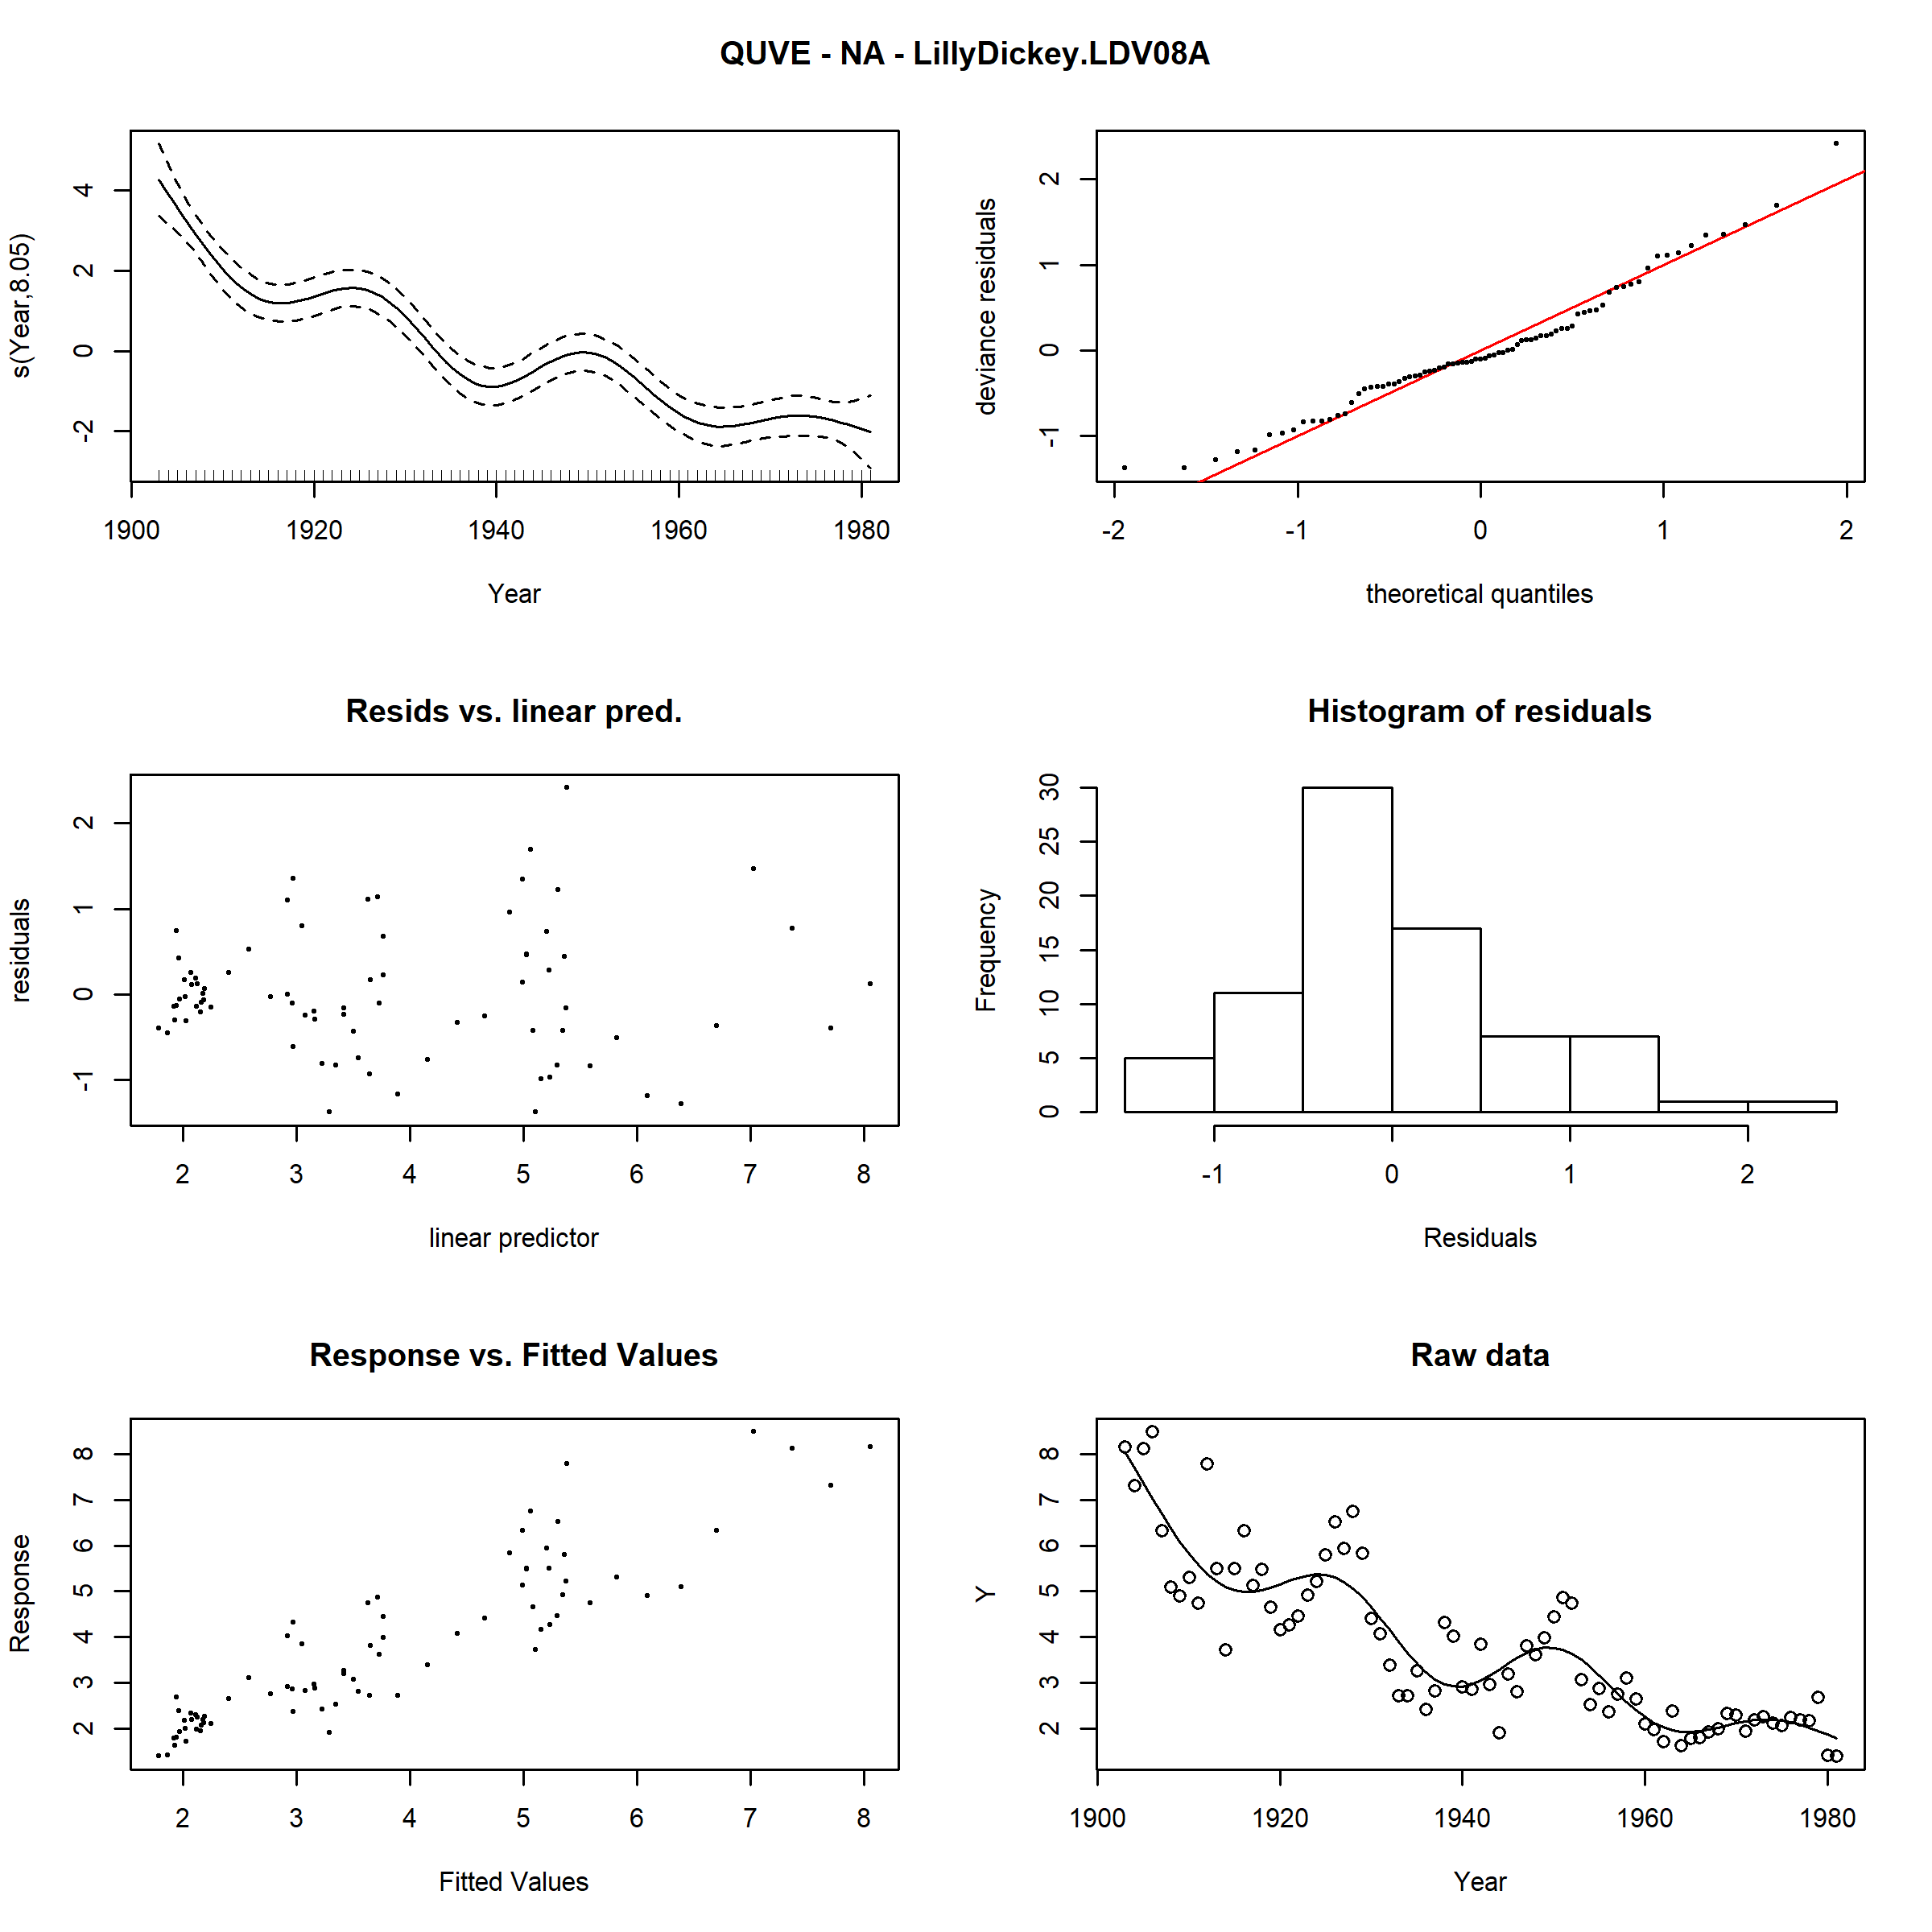 QUVE - NA - LillyDickey.LDV08A
s(Year,8.05)
4
2
0
-2
1900 1920 1940 1960 1980
Year
deviance residuals
2
1
0
-1
-2 -1 0 1 2
theoretical quantiles
Resids vs. linear pred.
residuals
2
1
0
-1
2 3 4 5 6 7 8
linear predictor
Histogram of residuals
Frequency
30
25
20
15
10
5
0
-1 0 1 2
Residuals
Response vs. Fitted Values
Response
8
7
6
5
4
3
2
2 3 4 5 6 7 8
Fitted Values
Raw data
Y
8
7
6
5
4
3
2
1900 1920 1940 1960 1980
Year